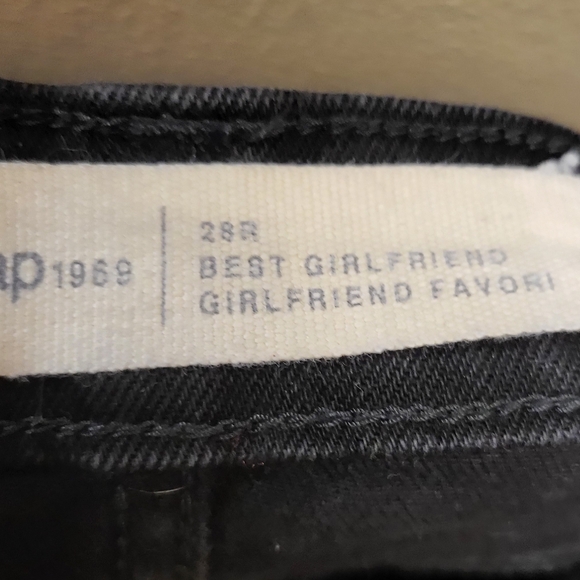 ap1969
28R
BEST GIRLFRIEND
GIRLFRIEND FAVORI